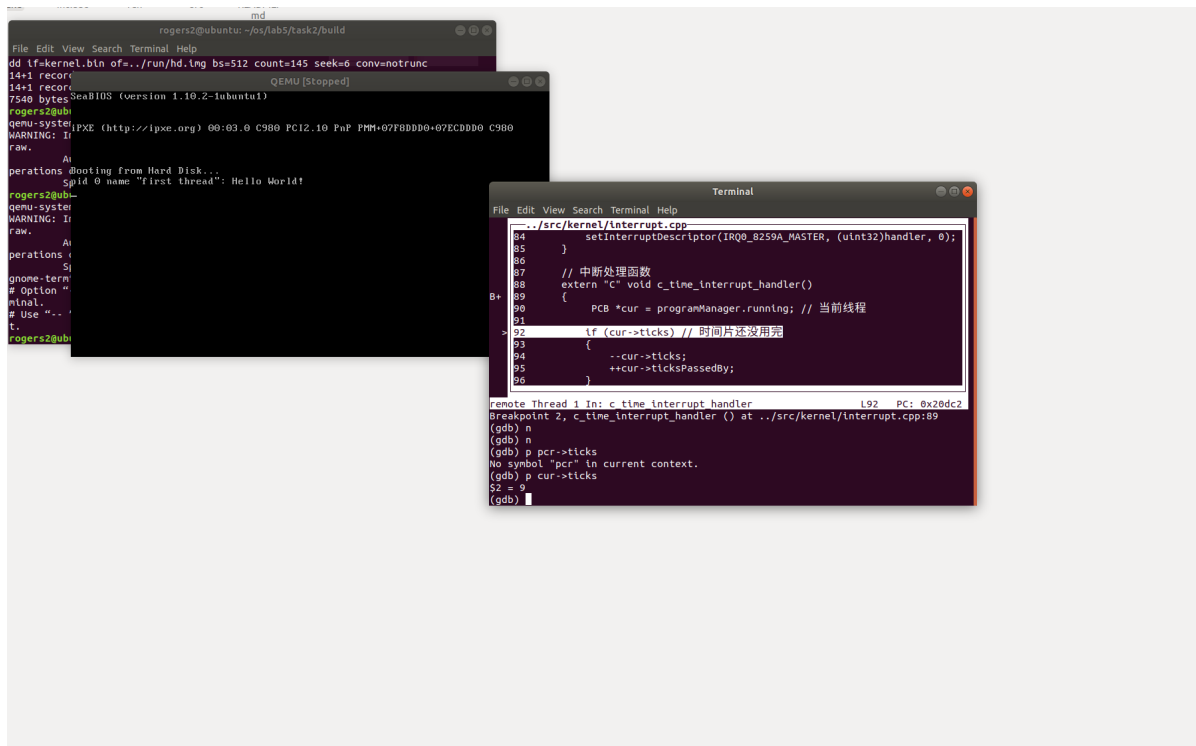 md
rogers2@ubuntu: ~/os/lab5/task2/build
File Edit View Search Terminal Help
dd if=kernel.bin of=../run/hd.img bs=512 count=145 seek=6 conv=notrunc
14+1 recor
14+1 recor
7540 bytes
rogers2@ubu
qemu-system
WARNING: I
raw.
perations
rogers2@ubu
qemu-system
WARNING: I
raw.
perations
gnome-term
# Option “
minal.
# Use “-- 
t.
rogers2@ubu
QEMU [Stopped]
SeaBIOS (version 1.10.2-1ubuntu1)
iPXE (http://ipxe.org) 00:03.0 C980 PCI2.10 PnP PMM+07F8DDD0+07ECDDD0 C980
Booting from Hard Disk...
pid 0 name "first thread": Hello World!
Terminal
File Edit View Search Terminal Help
../src/kernel/interrupt.cpp
84 setInterruptDescriptor(IRQ0_8259A_MASTER, (uint32)handler, 0);
85 }
86
87 // 中断处理函数
88 extern "C" void c_time_interrupt_handler()
B+ 89 {
90 PCB *cur = programManager.running; // 当前线程
91
> 92 if (cur->ticks) // 时间片还没用完
93 {
94 --cur->ticks;
95 ++cur->ticksPassedBy;
96 }
remote Thread 1 In: c_time_interrupt_handler L92 PC: 0x20dc2
Breakpoint 2, c_time_interrupt_handler () at ../src/kernel/interrupt.cpp:89
(gdb) n
(gdb) n
(gdb) p pcr->ticks
No symbol "pcr" in current context.
(gdb) p cur->ticks
$2 = 9
(gdb)